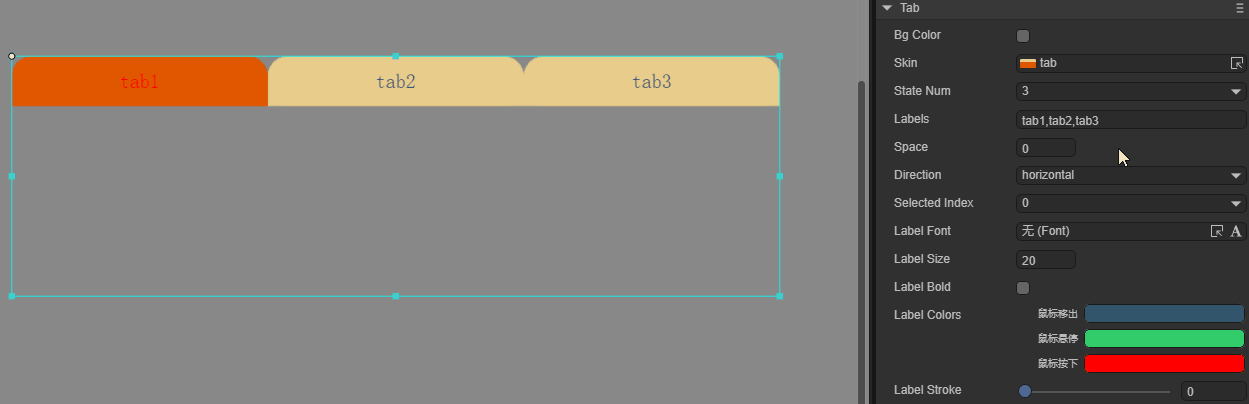 tab1 tab2 tab3
Tab
Bg Color
Skin tab
State Num 3
Labels tab1,tab2,tab3
Space 0
Direction horizontal
Selected Index 0
Label Font 无 (Font) A
Label Size 20
Label Bold
Label Colors 鼠标移出
鼠标悬停
鼠标按下
Label Stroke 0